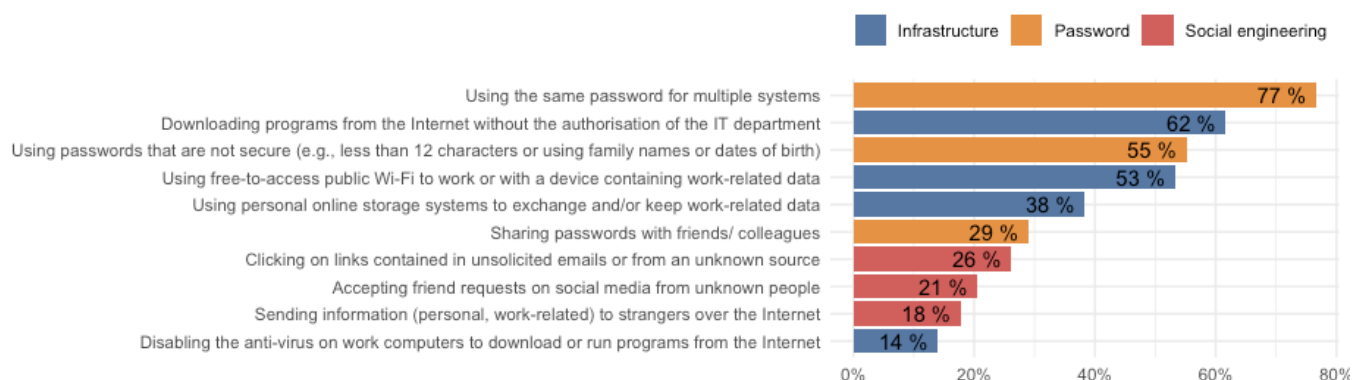 Infrastructure Password Social engineering
Using the same password for multiple systems 77 %
Downloading programs from the Internet without the authorisation of the IT department 62 %
Using passwords that are not secure (e.g., less than 12 characters or using family names or dates of birth) 55 %
Using free-to-access public Wi-Fi to work or with a device containing work-related data 53 %
Using personal online storage systems to exchange and/or keep work-related data 38 %
Sharing passwords with friends/ colleagues 29 %
Clicking on links contained in unsolicited emails or from an unknown source 26 %
Accepting friend requests on social media from unknown people 21 %
Sending information (personal, work-related) to strangers over the Internet 18 %
Disabling the anti-virus on work computers to download or run programs from the Internet 14 %
0% 20% 40% 60% 80%